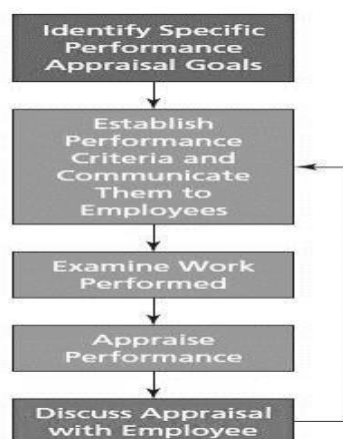 Identify Specific
Performance
Appraisal Goals
Establish
Performance
Criteria and
Communicate
Them to
Employees
Examine Work
Performed
Appraise
Performance
Discuss Appraisal
with Employee